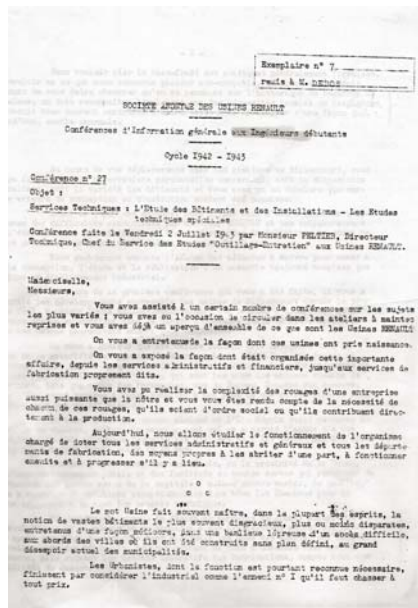 Exemplaire n° 7
remis à M. DEBOS
SOCIETE ANONYME DES USINES RENAULT
Conférences d'Information générale aux Ingénieurs débutants
Cycle 1942 - 1943
Conférence n° 27
Objet :
Services Techniques : L'Etude des Bâtiments et des Installations - Les Etudes
techniques spéciales
Conférence faite le Vendredi 2 Juillet 1943 par Monsieur PELTIER, Directeur
Technique, Chef du Service des Etudes "Outillage-Entretien" aux Usines RENAULT.
Mademoiselle,
Messieurs,
Vous avez assisté à un certain nombre de conférences sur les sujets
les plus variés ; vous avez eu l'occasion de circuler dans les ateliers à maintes
reprises et vous avez déjà un aperçu d'ensemble de ce que sont les Usines RENAULT
On vous a entretenus de la façon dont ces usines ont pris naissance.
On vous a exposé la façon dont était organisée cette importante
affaire, depuis les services administratifs et financiers, jusqu'aux services de
fabrication proprement dits.
Vous avez pu réaliser la complexité des rouages d'une entreprise
aussi puissante que la nôtre et vous vous êtes rendu compte de la nécessité de
chacun de ces rouages, qu'ils soient d'ordre social ou qu'ils contribuent direc-
tement à la production.
Aujourd'hui, nous allons étudier le fonctionnement de l'organisme
chargé de doter tous les services administratifs et généraux et tous les départe-
ments de fabrication, des moyens propres à les abriter d'une part, à fonctionner
ensuite et à progresser s'il y a lieu.
o
o o
Le mot Usine fait souvent naître, dans la plupart des esprits, la
notion de vastes bâtiments le plus souvent disgracieux, plus ou moins disparates,
entretenus d'une façon médiocre, dans une banlieue lépreuse d'un accès difficile,
aux abords des villes où ils ont été construits sans plan défini, au grand
désespoir actuel des municipalités.
Les Urbanistes, dont la fonction est pourtant reconnue nécessaire,
finissent par considérer l'industriel comme l'ennemi n° I qu'il faut chasser à
tout prix.